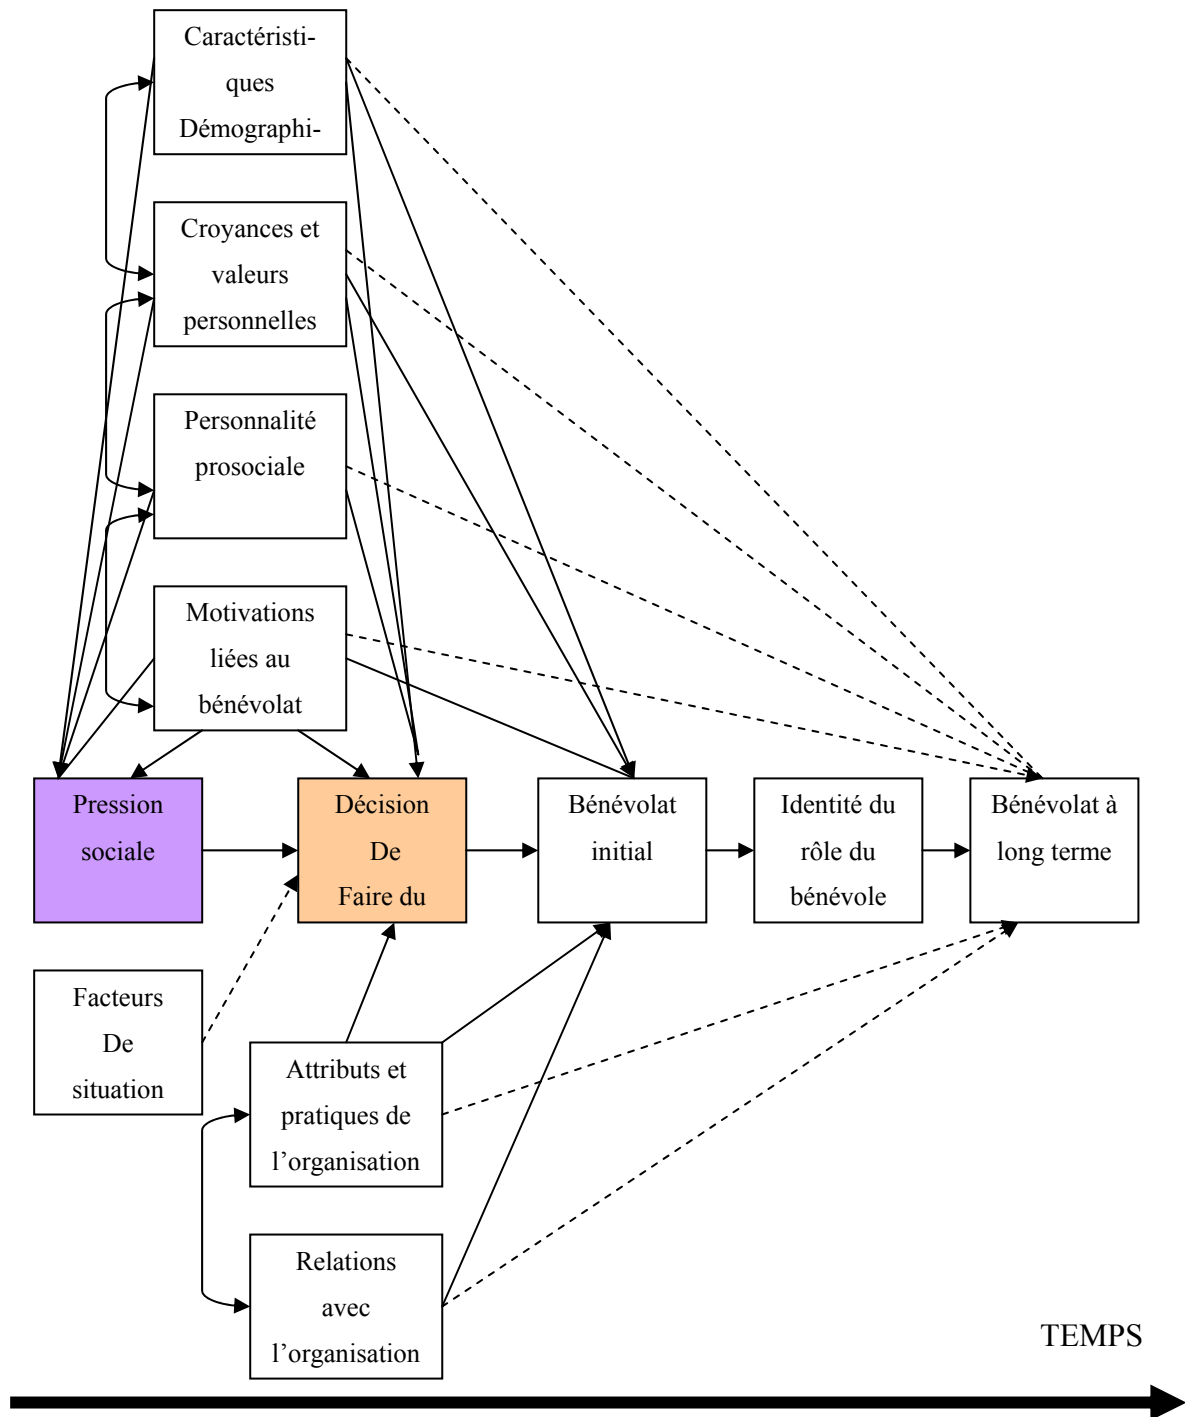 Caractéristi-
ques
Démographi-
Croyances et
valeurs
personnelles
Personnalité
prosociale
Motivations
liées au
bénévolat
Pression
sociale
Décision
De
Faire du
Bénévolat
initial
Identité du
rôle du
bénévole
Bénévolat à
long terme
Facteurs
De
situation
Attributs et
pratiques de
l’organisation
Relations
avec
l’organisation
TEMPS